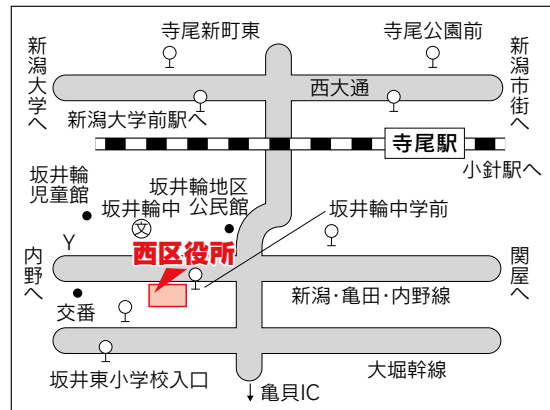 寺尾新町東
寺尾公園前
新潟大学へ
西大通
新潟市街へ
新潟大学前駅へ
寺尾駅
小針駅へ
坂井輪
児童館
坂井輪地区
公民館
坂井輪中
文
坂井輪中学前
Y
西区役所
内野へ
関屋へ
交番
新潟・亀田・内野線
坂井東小学校入口
大堀幹線
↓亀貝IC